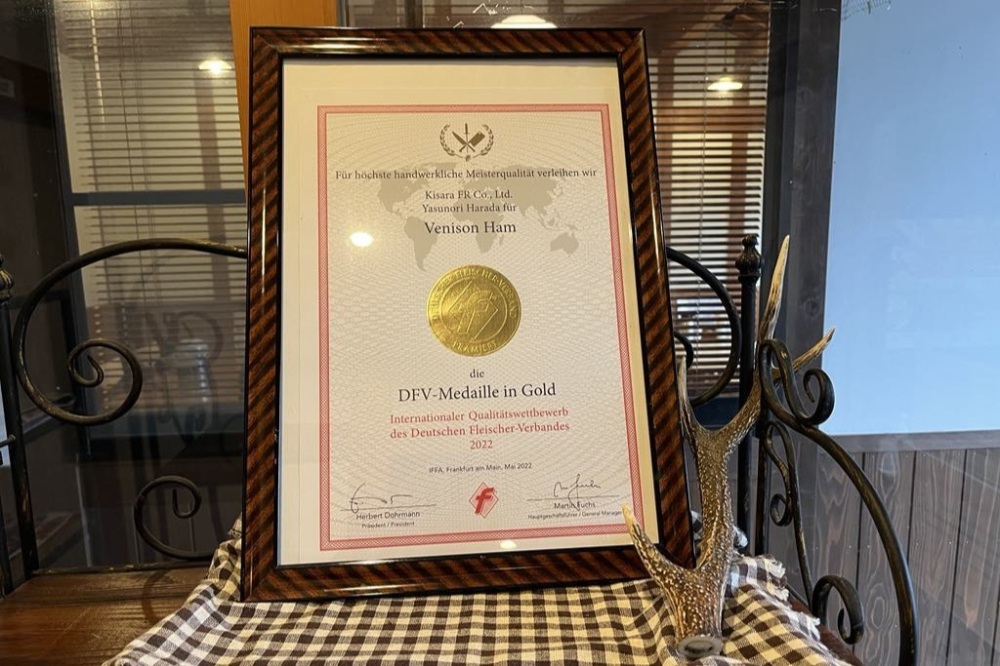 Für höchste handwerkliche Meisterqualität verleihen wir
Kisara FR Co., Ltd.
Yasunori Harada für
Venison Ham
die
DFV-Medaille in Gold
Internationaler Qualitätswettbewerb
des Deutschen Fleischer-Verbandes
2022
IFFA, Frankfurt am Main, Mai 2022
Herbert Dohrmann
Präsident / President
Martin Fuchs
Hauptgeschäftsführer / General Manager